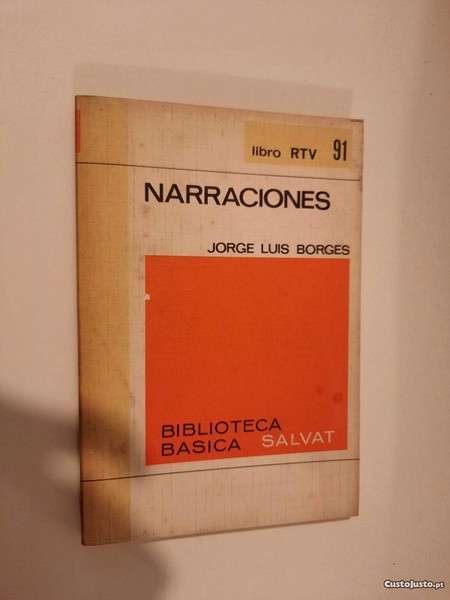 libro RTV 91
NARRACIONES
JORGE LUIS BORGES
BIBLIOTECA
BASICA SALVAT
CustoJusto.pt